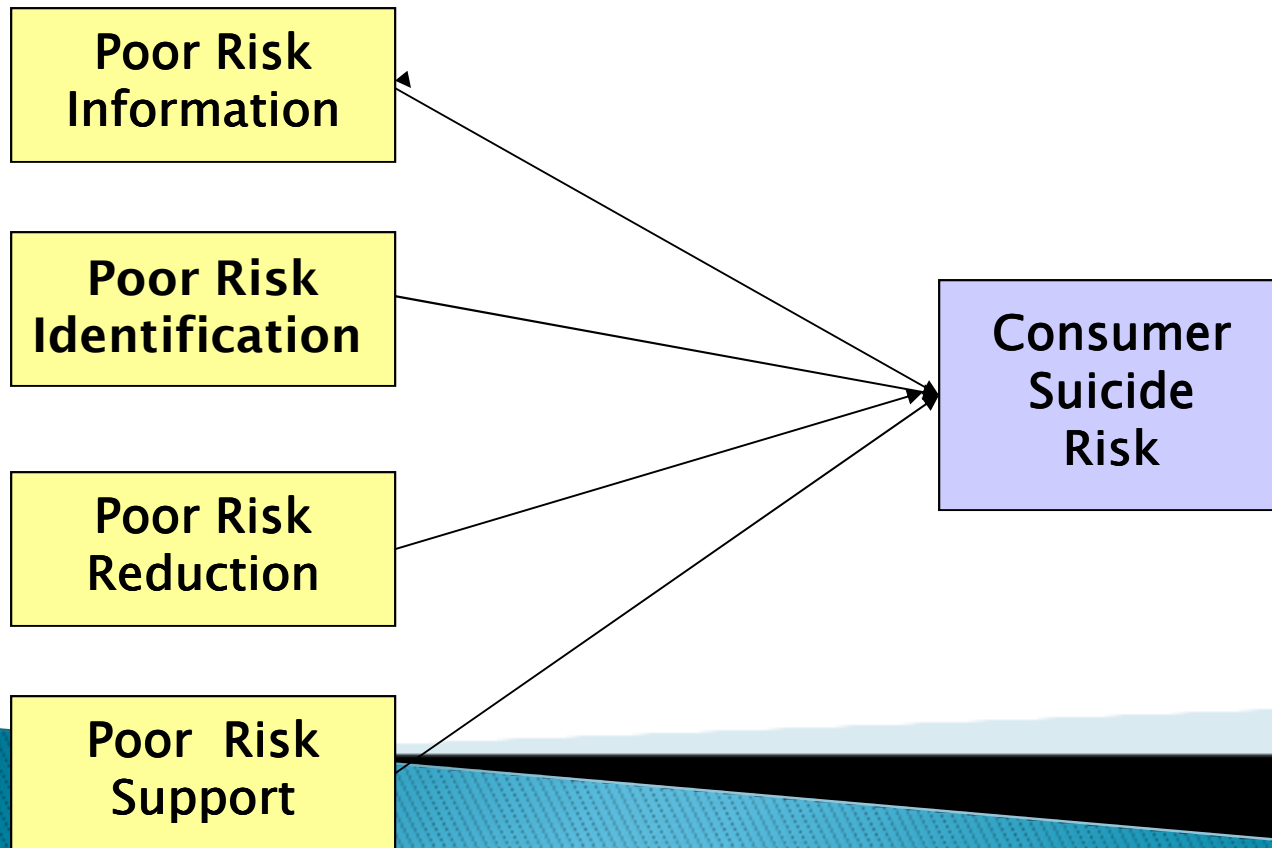 Poor Risk
Information
Poor Risk
Identification
Poor Risk
Reduction
Poor  Risk
Support
Consumer
Suicide
Risk